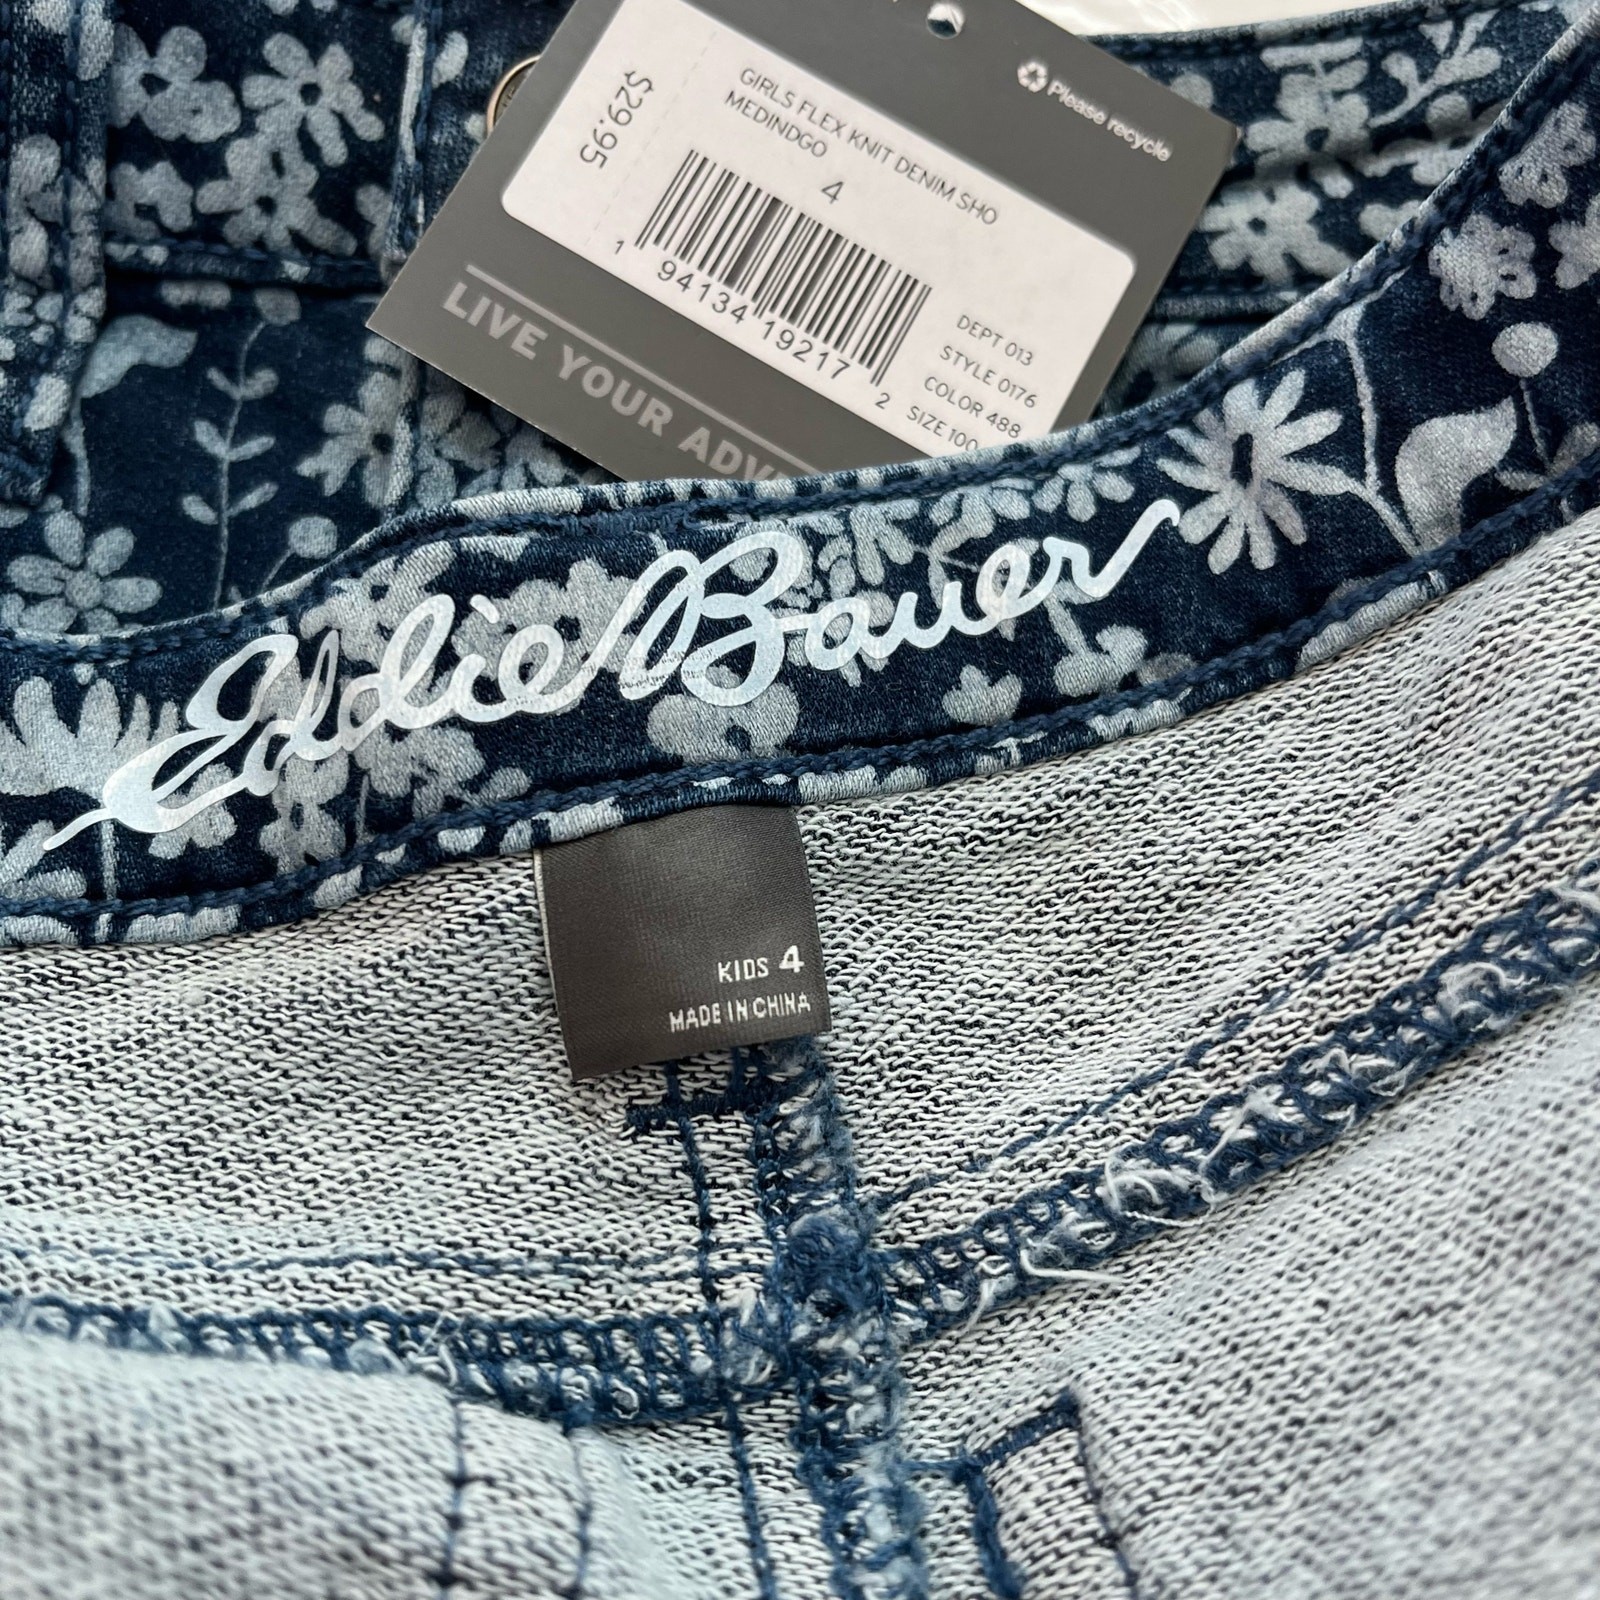 Please recycle
$29.95
GIRLS FLEX KNIT DENIM SHO
MEDINDGO
4
1 94134 19217 2
DEPT 013
STYLE 0176
COLOR 488
SIZE 100
LIVE YOUR ADV
Eddie Bauer
KIDS 4
MADE IN CHINA